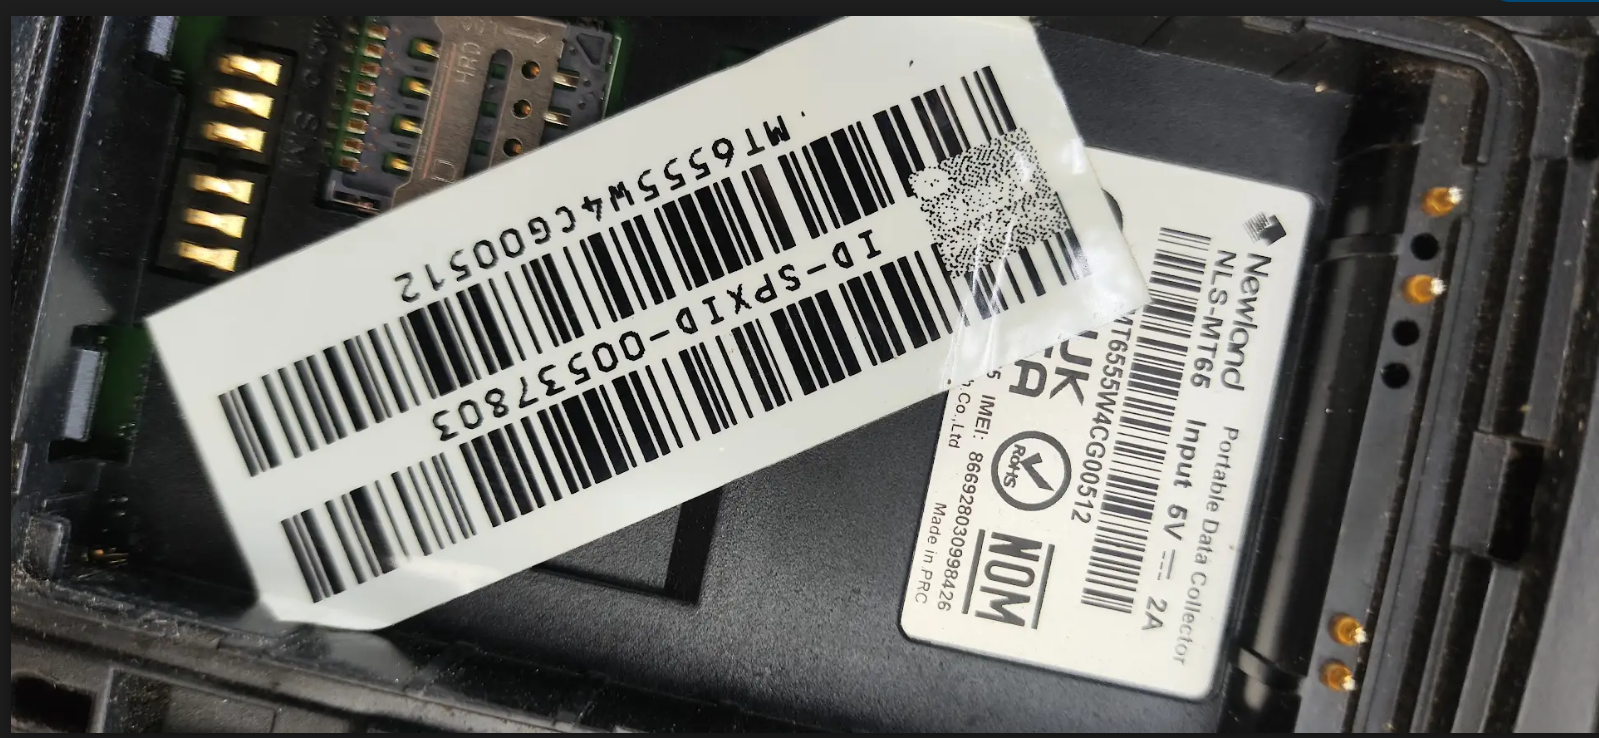 MT6555W4CG00512
ID-SPXID-00537803
Newland
Portable Data Collector
NLS-MT66 Input 5V 2A
MT6555W4CG00512
UK
CA
RoHS
NOM
5 IMEI: 866928030998426
Co.,Ltd Made in PRC